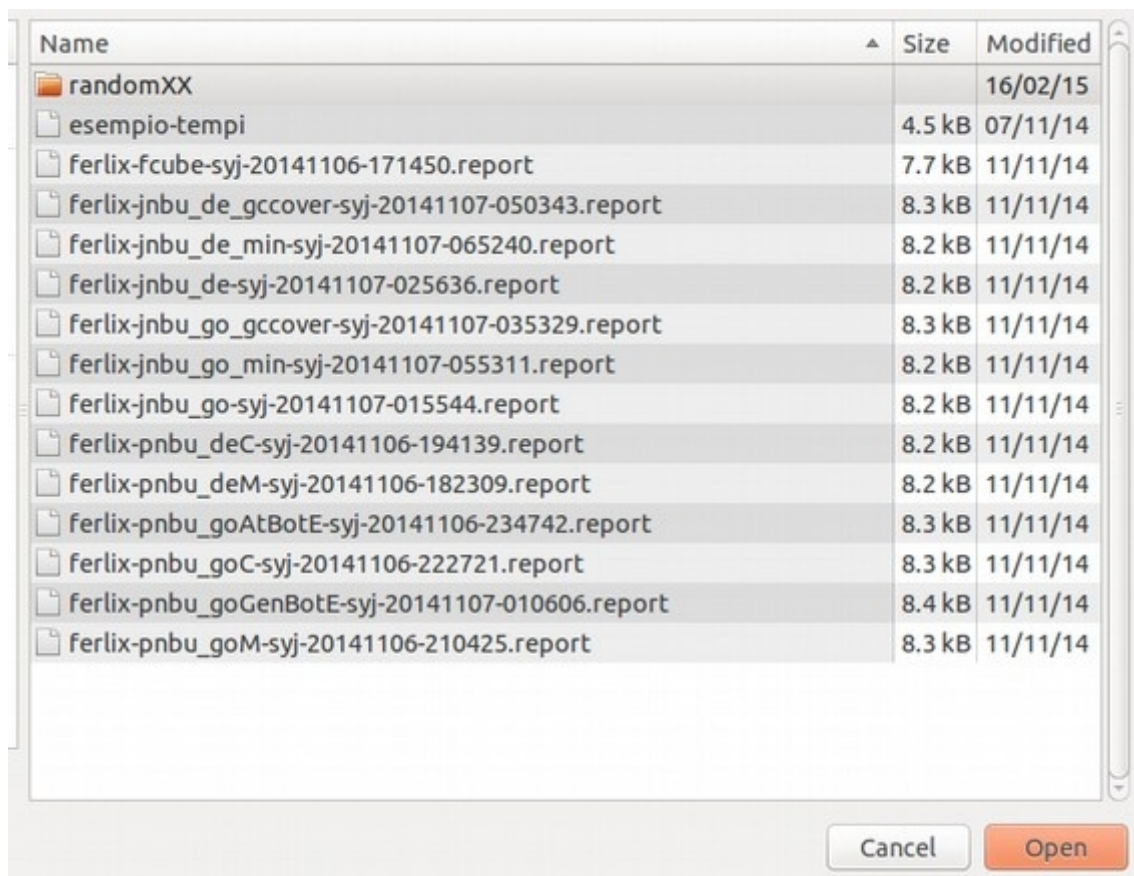 Name Size Modified
randomXX 16/02/15
esempio-tempi 4.5 kB 07/11/14
ferlix-fcube-syj-20141106-171450.report 7.7 kB 11/11/14
ferlix-jnbu_de_gccover-syj-20141107-050343.report 8.3 kB 11/11/14
ferlix-jnbu_de_min-syj-20141107-065240.report 8.2 kB 11/11/14
ferlix-jnbu_de-syj-20141107-025636.report 8.2 kB 11/11/14
ferlix-jnbu_go_gccover-syj-20141107-035329.report 8.3 kB 11/11/14
ferlix-jnbu_go_min-syj-20141107-055311.report 8.2 kB 11/11/14
ferlix-jnbu_go-syj-20141107-015544.report 8.2 kB 11/11/14
ferlix-pnbu_deC-syj-20141106-194139.report 8.2 kB 11/11/14
ferlix-pnbu_deM-syj-20141106-182309.report 8.2 kB 11/11/14
ferlix-pnbu_goAtBotE-syj-20141106-234742.report 8.3 kB 11/11/14
ferlix-pnbu_goC-syj-20141106-222721.report 8.3 kB 11/11/14
ferlix-pnbu_goGenBotE-syj-20141107-010606.report 8.4 kB 11/11/14
ferlix-pnbu_goM-syj-20141106-210425.report 8.3 kB 11/11/14
Cancel Open